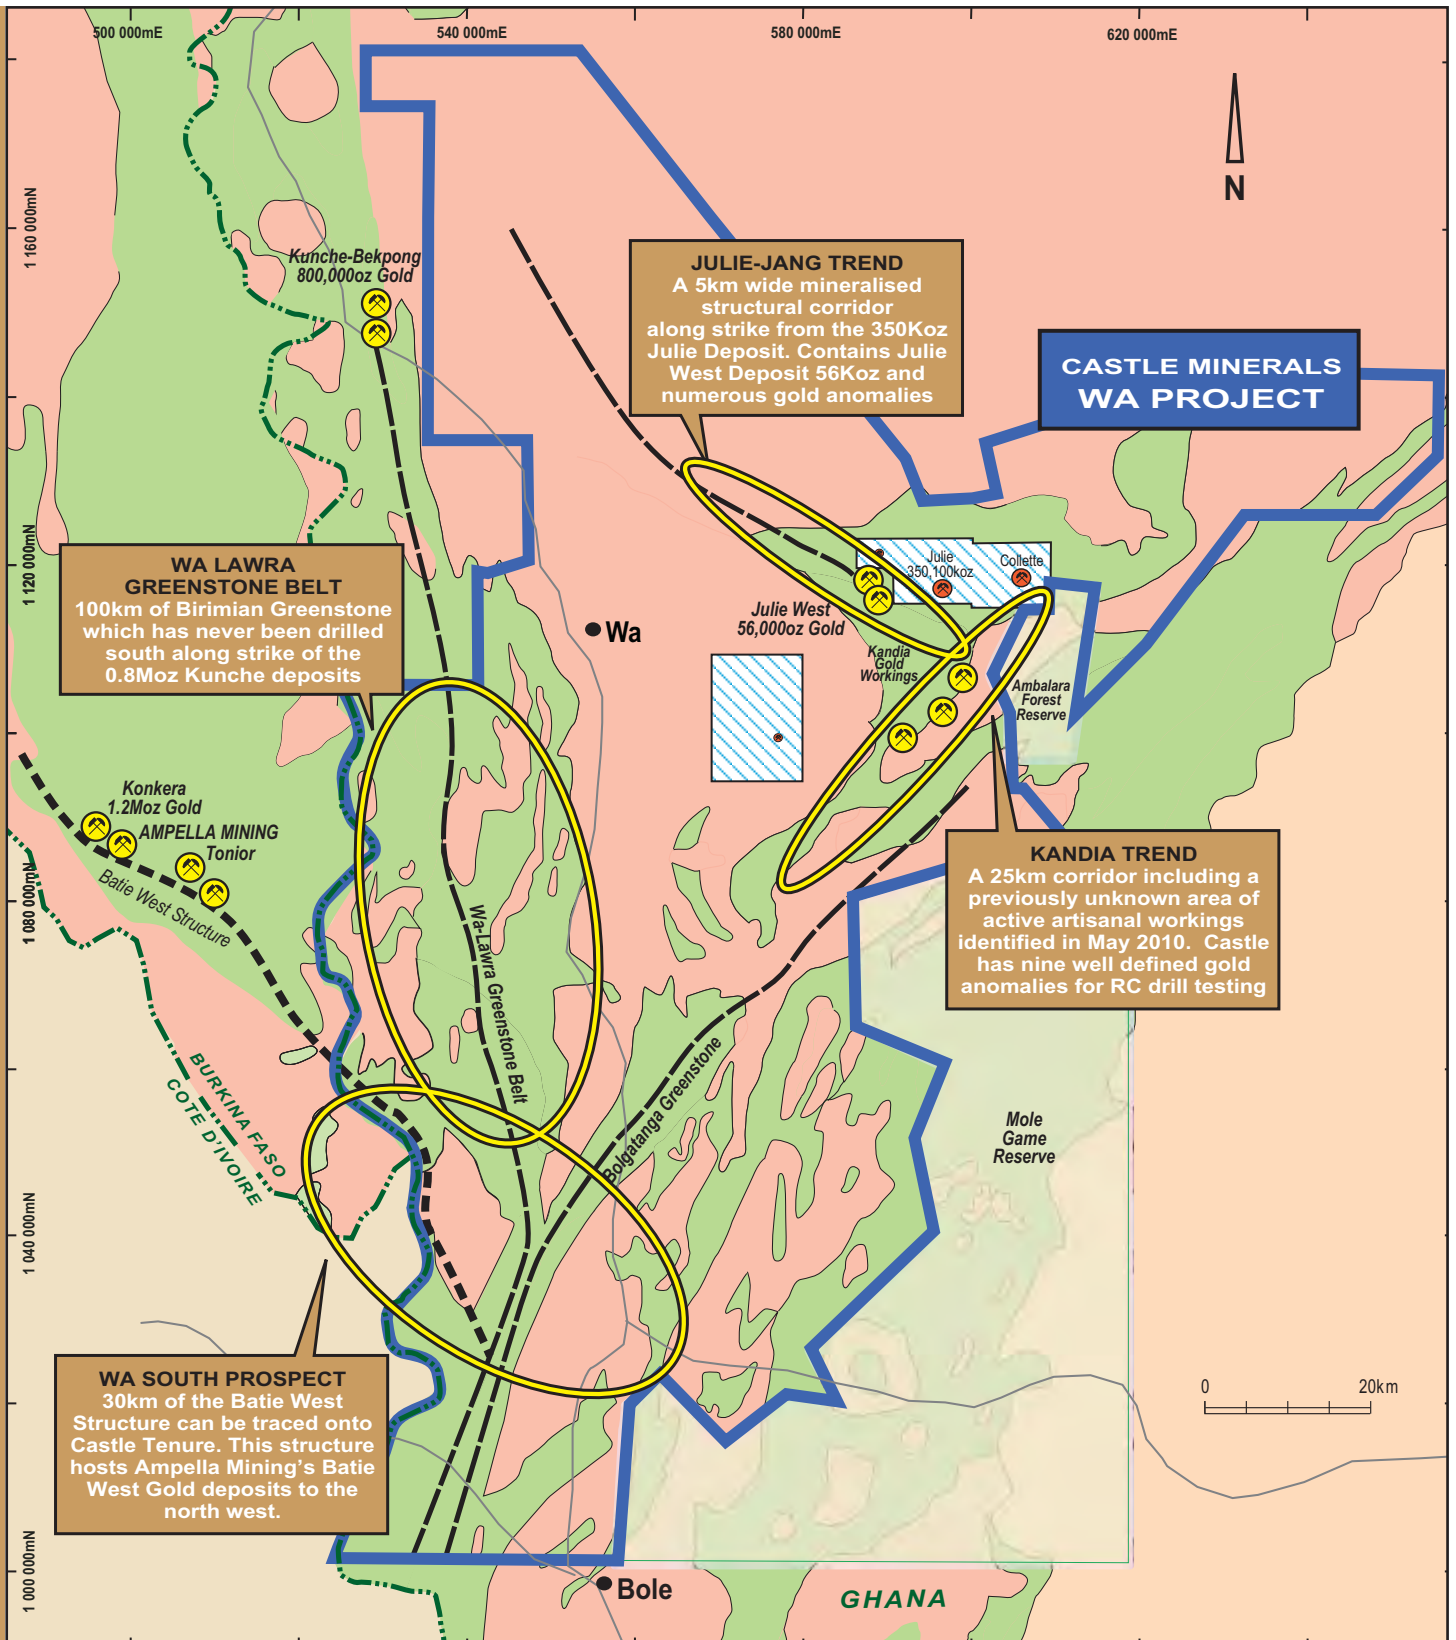 500 000mE
540 000mE
580 000mE
620 000mE
N
1 160 000mN
Kunche-Bekpong
800,000oz Gold
JULIE-JANG TREND
A 5km wide mineralised
structural corridor
along strike from the 350Koz
Julie Deposit. Contains Julie
West Deposit 56Koz and
numerous gold anomalies
CASTLE MINERALS
WA PROJECT
1 120 000mN
WA LAWRA
GREENSTONE BELT
100km of Birimian Greenstone
which has never been drilled
south along strike of the
0.8Moz Kunche deposits
Julie
350,100koz
Collette
Julie West
56,000oz Gold
Wa
Kandia
Gold
Workings
Ambalara
Forest
Reserve
Konkera
1.2Moz Gold
AMPELLA MINING
Tonior
Batie West Structure
1 080 000mN
KANDIA TREND
A 25km corridor including a
previously unknown area of
active artisanal workings
identified in May 2010. Castle
has nine well defined gold
anomalies for RC drill testing
Wa-Lawra Greenstone Belt
Bolgatanga Greenstone
BURKINA FASO
COTE D'IVOIRE
Mole
Game
Reserve
1 040 000mN
WA SOUTH PROSPECT
30km of the Batie West
Structure can be traced onto
Castle Tenure. This structure
hosts Ampella Mining's Batie
West Gold deposits to the
north west.
0 20km
1 000 000mN
Bole
GHANA